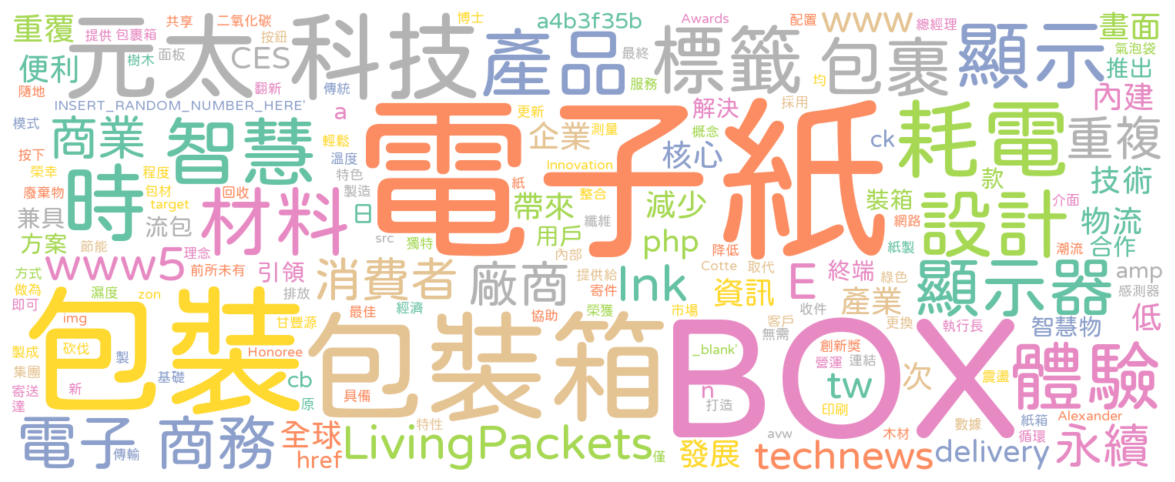 重覆 提供 包裹箱 共享 二氧化碳 按鈕 博士 a4b3f35b Awards 配置 www 總經理 畫面
便利 樹木 面板 元太科技 CES 產品 最終 標籤 包裹 顯示 氣泡袋 推出
隨地 翻新 傳統 服務 均
INSERT_RANDOM_NUMBER_HERE' a 更新 解決 採用 內建
模式 商業 智慧 輕鬆 電子紙 企業 測量 概念 ck 耗電 重複
按下 榮幸 程度 溫度 Innovation 核心 款 技術
廢棄物 包材 回收 特色 紙 整合 裝箱 介面
時 target 材料 製造 帶來 減少 網路 設計 物流
兼具 流包 日 獨特 纖維 用戶 php 紙製 潮流 合作
方案 節能 理念 src 內部 降低
www5 前所未有 引領 消費者 廠商 提供給 Cotte 取代 Ink E 終端 綠色 顯示器 amp
方式 做為 即可 濕度 zon 排放 寄件 資訊 產業 感測器
img 甘豐源 經濟 最佳 協助 榮獲 市場 收件 更換 執行長 智慧物 低
包裝 包裝箱 客戶 無需 BOX 創新獎 連結 體驗
製成 砍伐 製 Honoree _blank' 營運 震盪
集團 基礎 cb 具備 n tw 次
寄送 新 達 原 打造 印刷 數據 紙箱 Alexander
電子 商務 傳輸 全球 特性 avw 木材 循環
href LivingPackets 僅 發展 technews delivery 永續